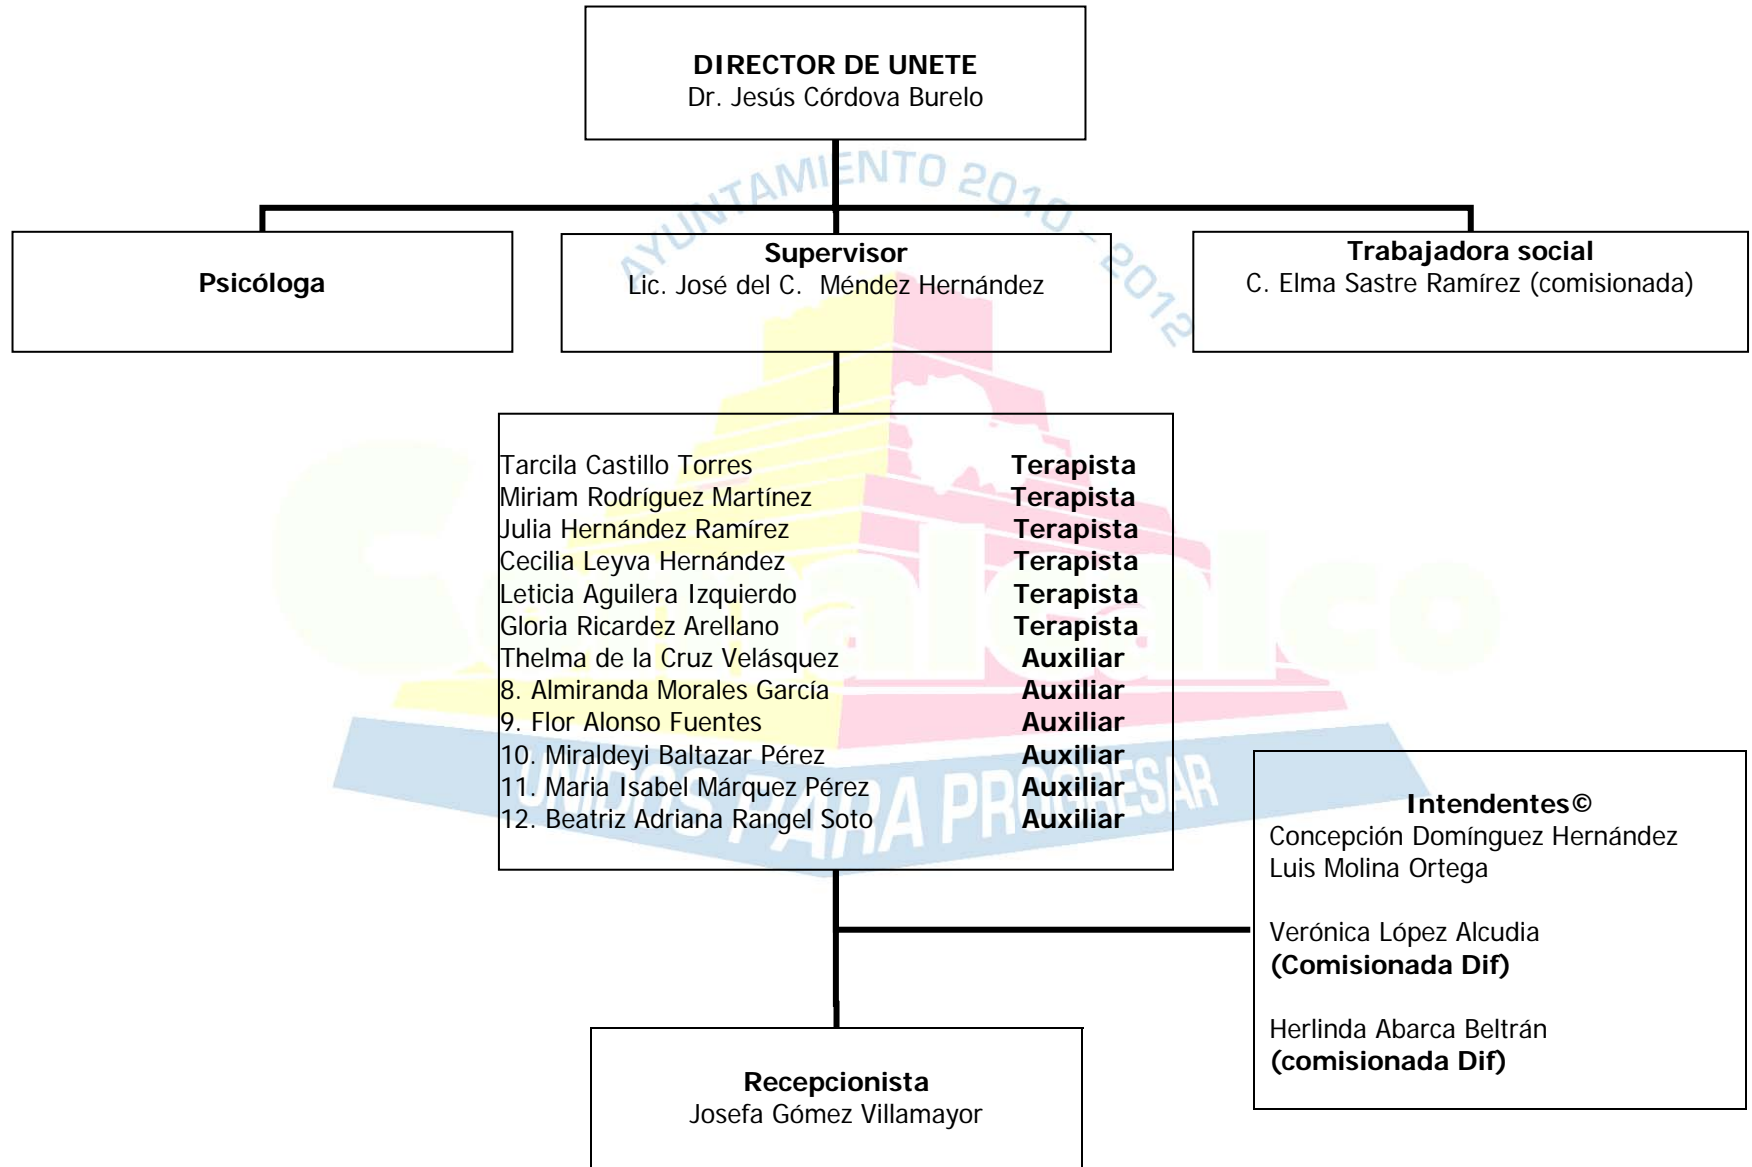 DIRECTOR DE UNETE
Dr. Jesús Córdova Burelo
AYUNTAMIENTO 2010 - 2012
Psicóloga
Supervisor
Lic. José del C. Méndez Hernández
Trabajadora social
C. Elma Sastre Ramírez (comisionada)
Tarcila Castillo Torres Terapista
Miriam Rodríguez Martínez Terapista
Julia Hernández Ramírez Terapista
Cecilia Leyva Hernández Terapista
Leticia Aguilera Izquierdo Terapista
Gloria Ricardez Arellano Terapista
Thelma de la Cruz Velásquez Auxiliar
8. Almiranda Morales García Auxiliar
9. Flor Alonso Fuentes Auxiliar
10. Miraldeyi Baltazar Pérez Auxiliar
11. Maria Isabel Márquez Pérez Auxiliar
12. Beatriz Adriana Rangel Soto Auxiliar
Comalcalco
UNIDOS PARA PROGRESAR
Intendentes©
Concepción Domínguez Hernández
Luis Molina Ortega
Verónica López Alcudia
(Comisionada Dif)
Herlinda Abarca Beltrán
(comisionada Dif)
Recepcionista
Josefa Gómez Villamayor